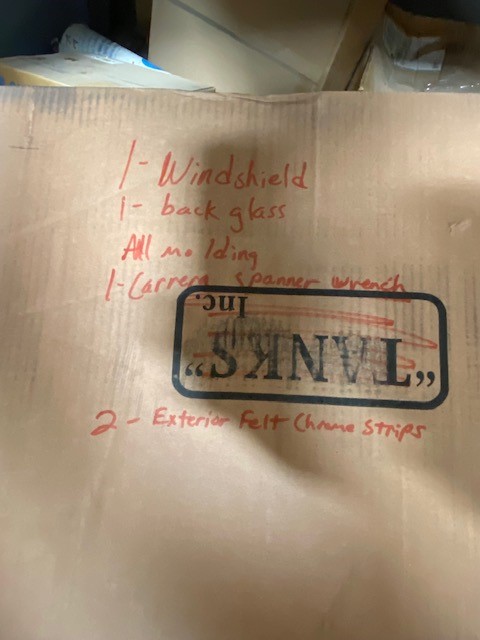 1- Windshield
1- back glass
All molding
1- Carrera spanner wrench
"TANKS"
Inc.
2 - Exterior Felt Chrome Strips